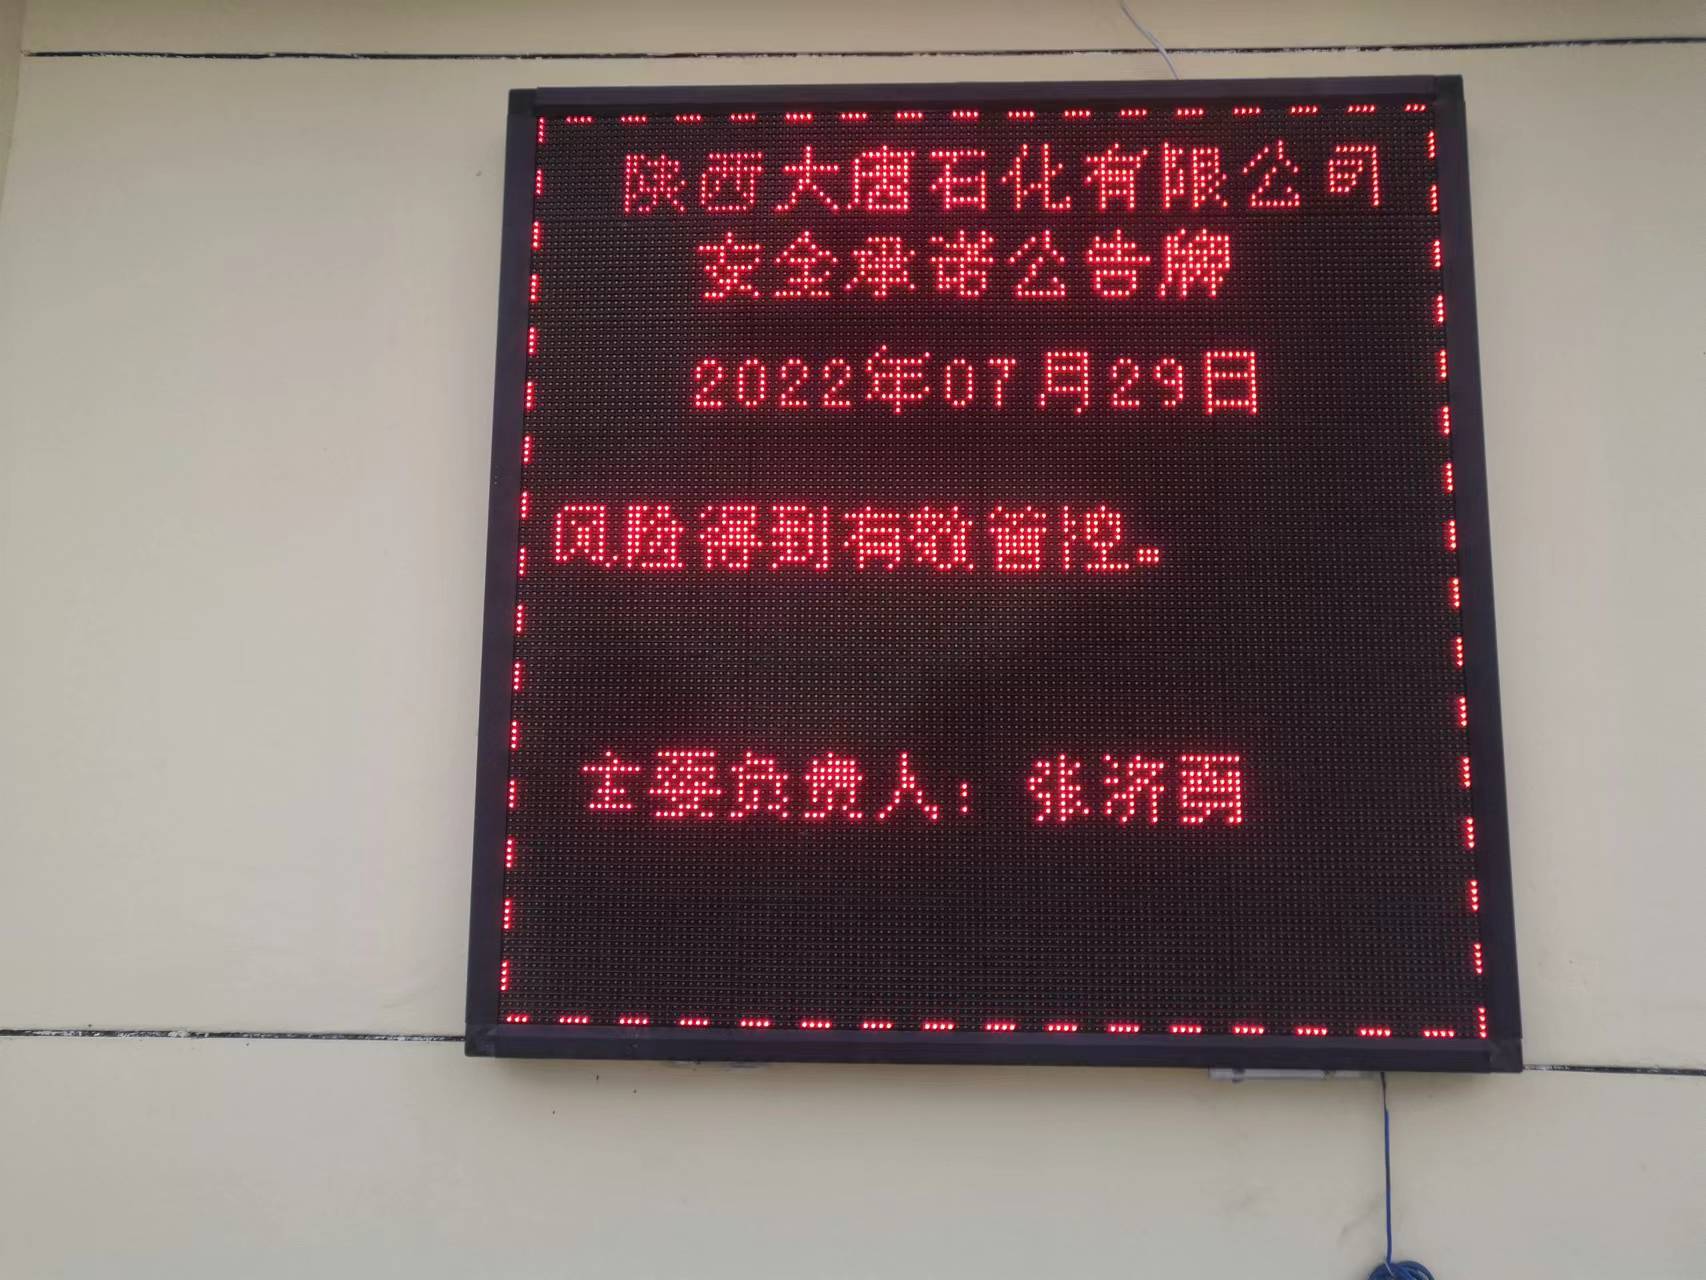 陕西大唐石化有限公司
安全承诺公告牌
2022年07月29日
风险得到有效管控。
主要负责人：张济